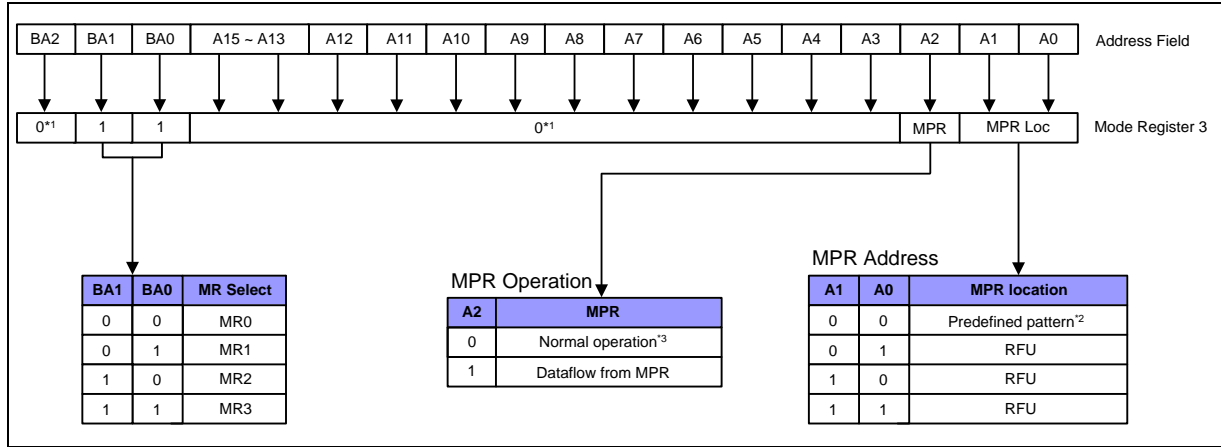 BA2 BA1 BA0 A15 ~ A13 A12 A11 A10 A9 A8 A7 A6 A5 A4 A3 A2 A1 A0 Address Field
0*1 1 1 0*1 MPR MPR Loc Mode Register 3
BA1 BA0 MR Select
0 0 MR0
0 1 MR1
1 0 MR2
1 1 MR3
MPR Operation
A2 MPR
0 Normal operation*3
1 Dataflow from MPR
MPR Address
A1 A0 MPR location
0 0 Predefined pattern*2
0 1 RFU
1 0 RFU
1 1 RFU